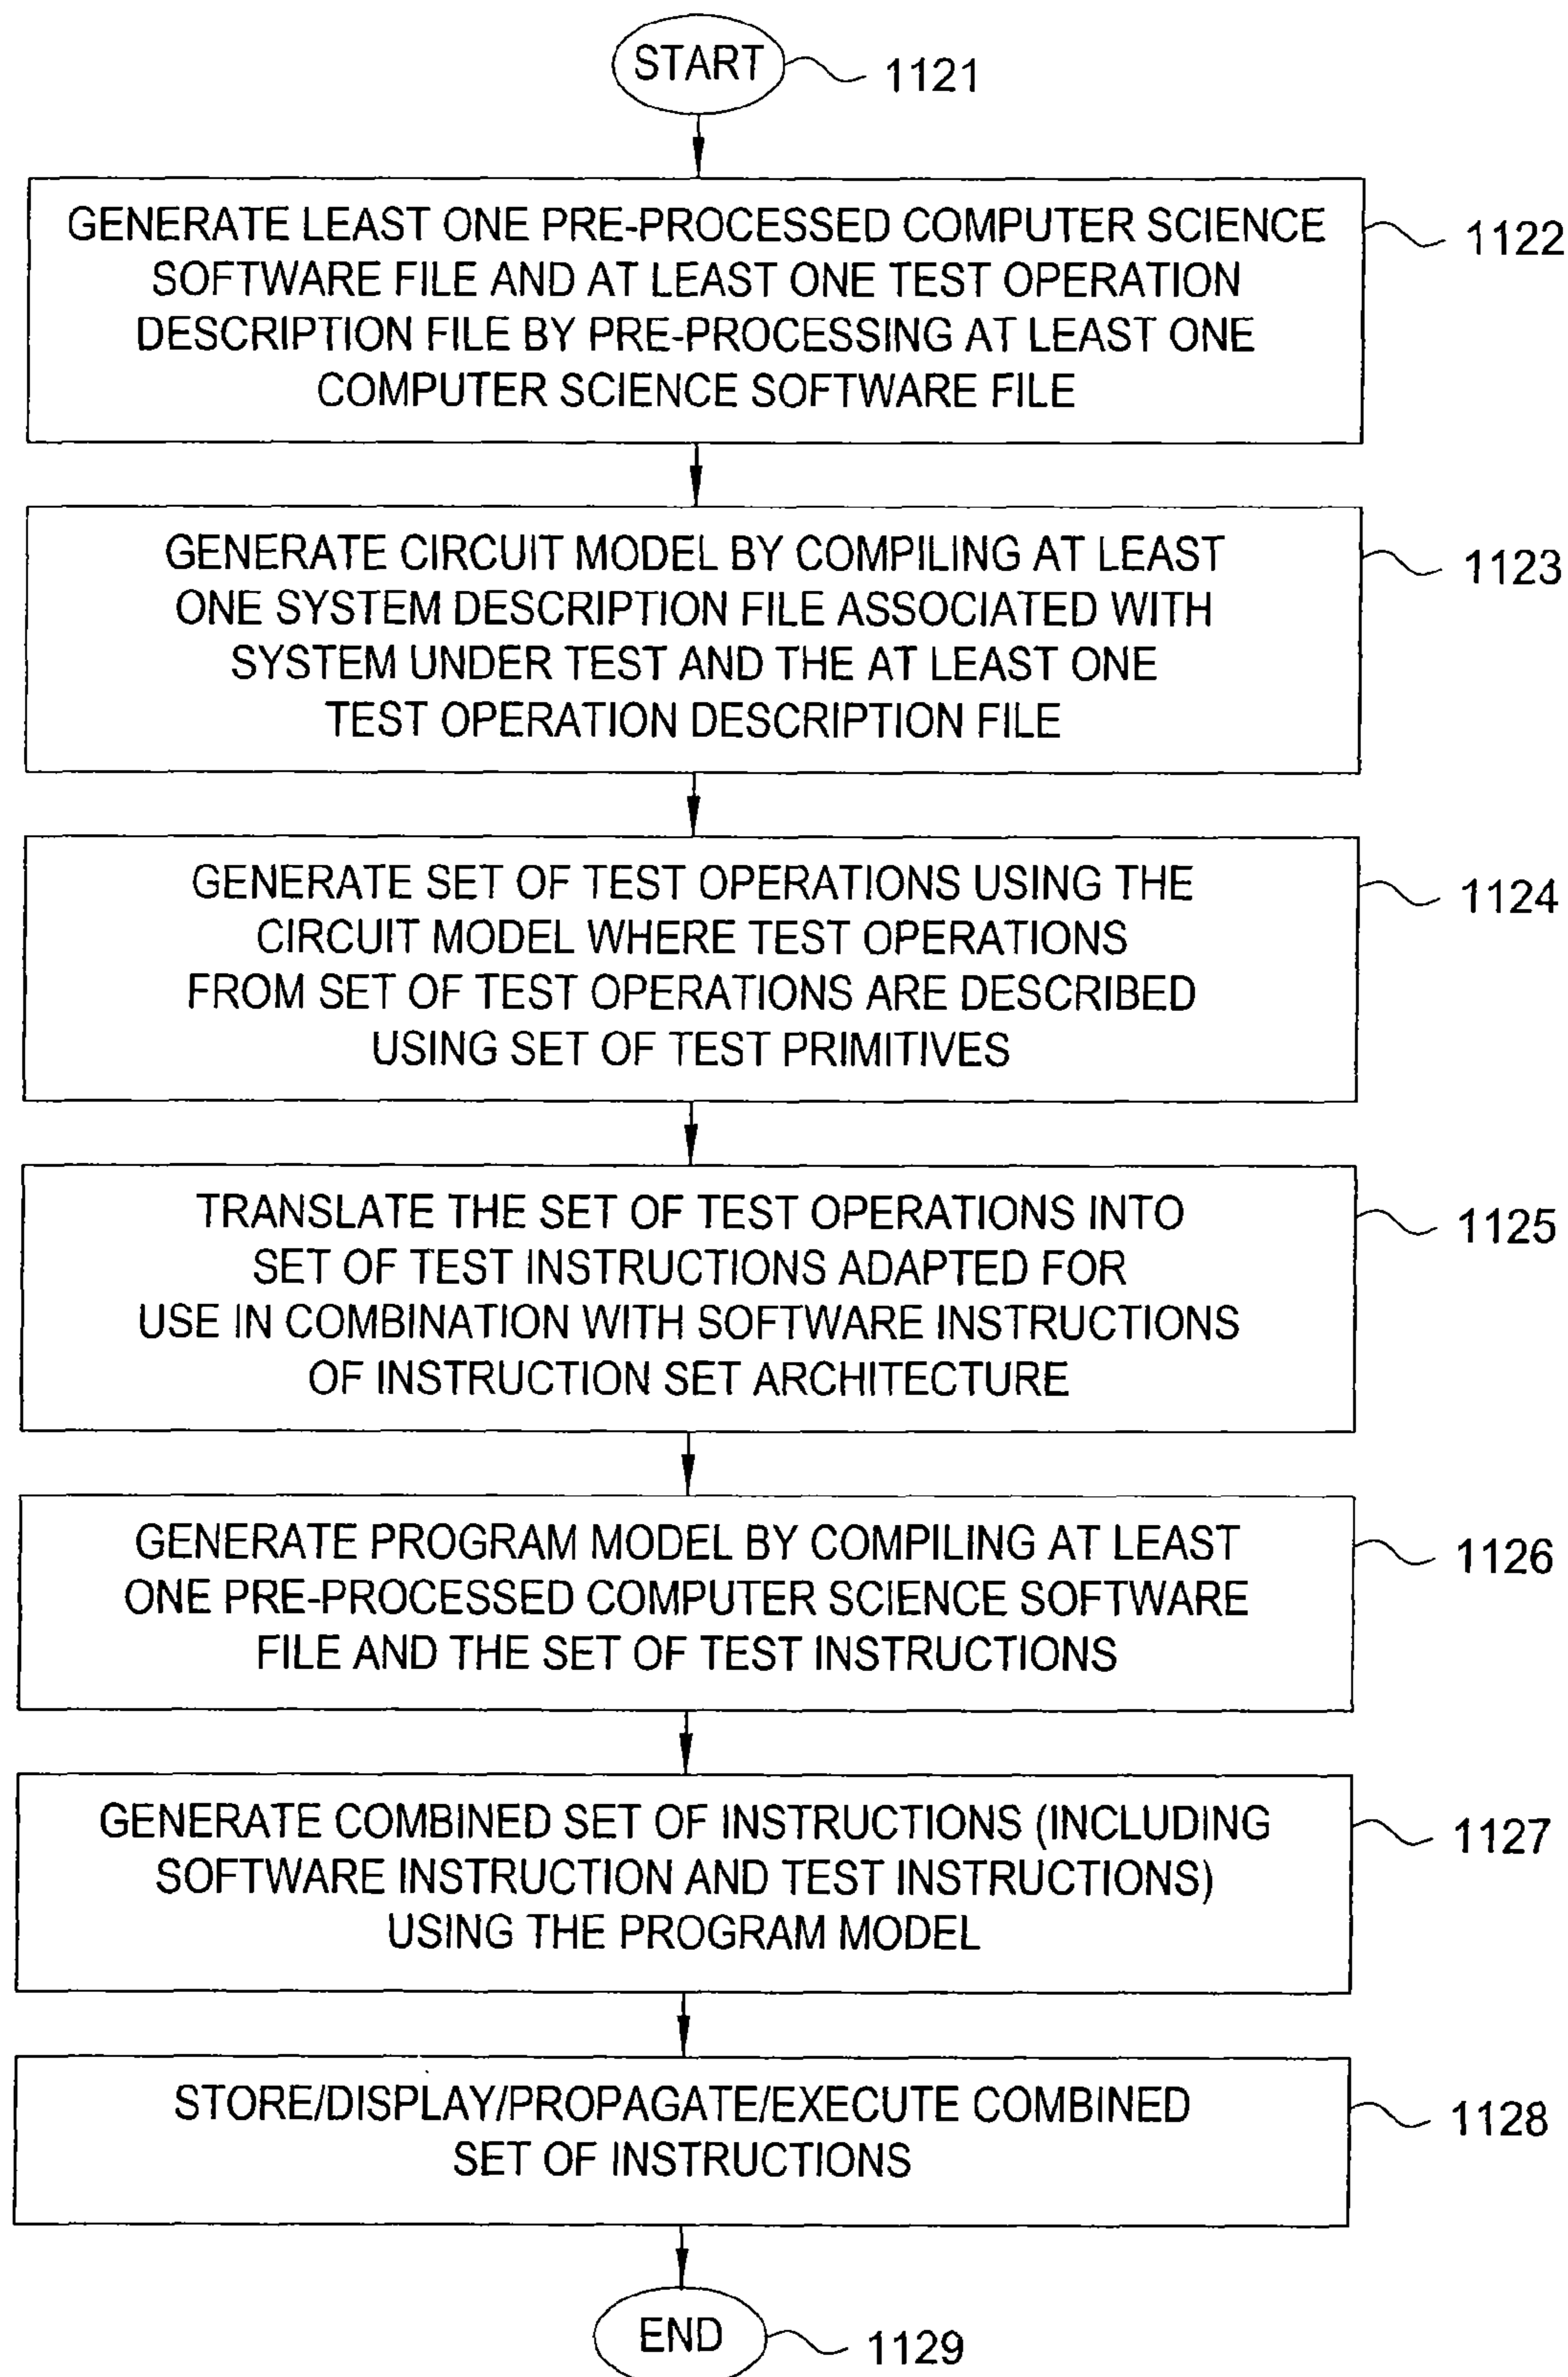 START
1121
GENERATE LEAST ONE PRE-PROCESSED COMPUTER SCIENCE
SOFTWARE FILE AND AT LEAST ONE TEST OPERATION
DESCRIPTION FILE BY PRE-PROCESSING AT LEAST ONE
COMPUTER SCIENCE SOFTWARE FILE
1122
GENERATE CIRCUIT MODEL BY COMPILING AT LEAST
ONE SYSTEM DESCRIPTION FILE ASSOCIATED WITH
SYSTEM UNDER TEST AND THE AT LEAST ONE
TEST OPERATION DESCRIPTION FILE
1123
GENERATE SET OF TEST OPERATIONS USING THE
CIRCUIT MODEL WHERE TEST OPERATIONS
FROM SET OF TEST OPERATIONS ARE DESCRIBED
USING SET OF TEST PRIMITIVES
1124
TRANSLATE THE SET OF TEST OPERATIONS INTO
SET OF TEST INSTRUCTIONS ADAPTED FOR
USE IN COMBINATION WITH SOFTWARE INSTRUCTIONS
OF INSTRUCTION SET ARCHITECTURE
1125
GENERATE PROGRAM MODEL BY COMPILING AT LEAST
ONE PRE-PROCESSED COMPUTER SCIENCE SOFTWARE
FILE AND THE SET OF TEST INSTRUCTIONS
1126
GENERATE COMBINED SET OF INSTRUCTIONS (INCLUDING
SOFTWARE INSTRUCTION AND TEST INSTRUCTIONS)
USING THE PROGRAM MODEL
1127
STORE/DISPLAY/PROPAGATE/EXECUTE COMBINED
SET OF INSTRUCTIONS
1128
END
1129